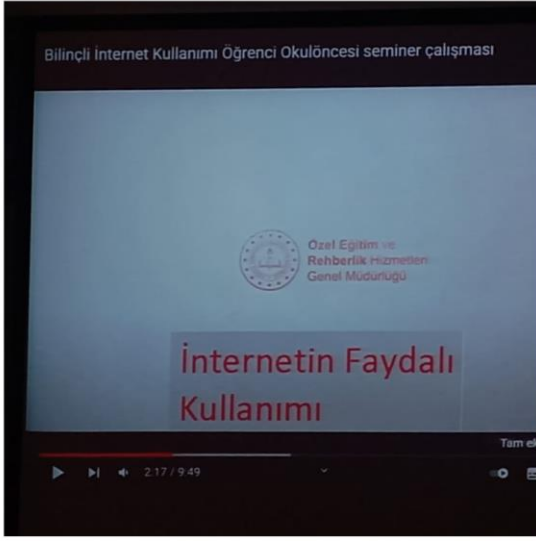 Bilinçli İnternet Kullanımı Öğrenci Okulöncesi seminer çalışması
Özel Eğitim ve
Rehberlik Hizmetleri
Genel Müdürlüğü
İnternetin Faydalı
Kullanımı
Tam
2:17 / 9:49